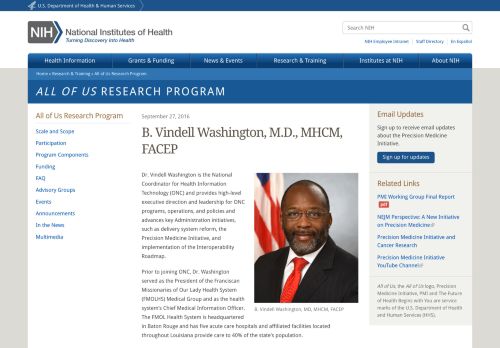 U.S. Department of Health & Human Services
Search NIH
NIH
National Institutes of Health
Turning Discovery Into Health
NIH Employee Intranet | Staff Directory | En Español
Health Information
Grants & Funding
News & Events
Research & Training
Institutes at NIH
About NIH
Home » Research & Training » All of Us Research Program
ALL OF US RESEARCH PROGRAM
All of Us Research Program
Scale and Scope
Participation
Program Components
Funding
FAQ
Advisory Groups
Events
Announcements
In the News
Multimedia
September 27, 2016
B. Vindell Washington, M.D., MHCM,
FACEP
Dr. Vindell Washington is the National
Coordinator for Health Information
Technology (ONC) and provides high-level
executive direction and leadership for ONC
programs, operations, and policies and
advances key Administration initiatives,
such as delivery system reform, the
Precision Medicine Initiative, and
implementation of the Interoperability
Roadmap.
Prior to joining ONC, Dr. Washington
served as the President of the Franciscan
Missionaries of Our Lady Health System
(FMOLHS) Medical Group and as the health
system's Chief Medical Information Officer.
The FMOL Health System is headquartered
in Baton Rouge and has five acute care hospitals and affiliated facilities located
throughout Louisiana provide care to 40% of the state's population.
B. Vindell Washington, MD, MHCM, FACEP
Email Updates
Sign up to receive email updates
about the Precision Medicine
Initiative.
Sign up for updates
Related Links
PMI Working Group Final Report
pdf
NEJM Perspective: A New Initiative
on Precision Medicine
Precision Medicine Initiative and
Cancer Research
Precision Medicine Initiative
YouTube Channel
All of Us, the All of Us logo, Precision
Medicine Initiative, PMI and The Future
of Health Begins with You are service
marks of the U.S. Department of Health
and Human Services (HHS).